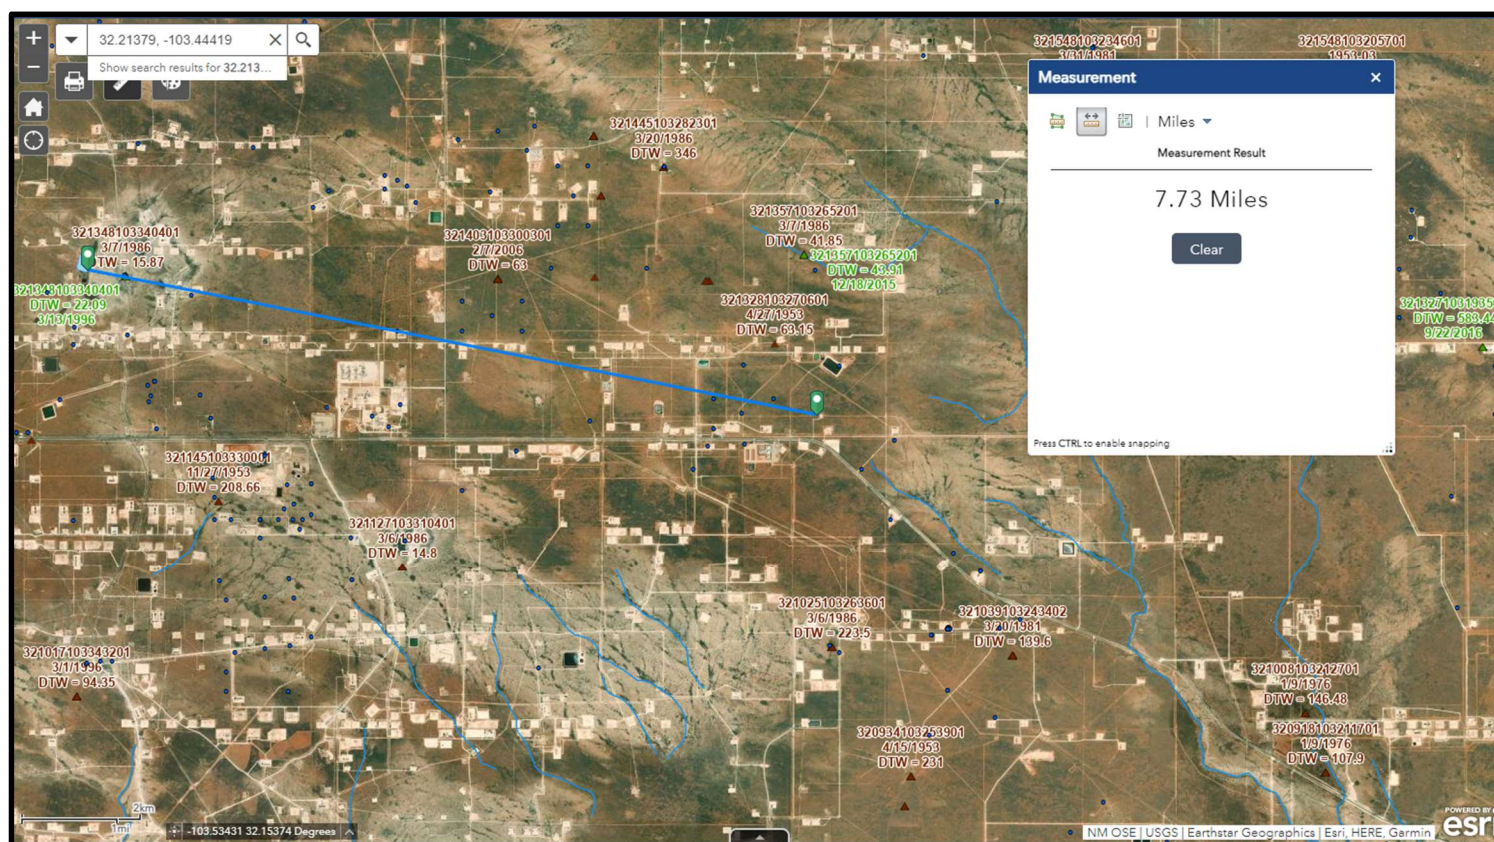 32.21379, -103.44419
Show search results for 32.213...
321548103234601
3/31/1981
321548103205701
1953-03
Measurement
Miles
Measurement Result
7.73 Miles
Clear
Press CTRL to enable snapping
321445103282301
3/20/1986
DTW = 346
321357103265201
3/7/1986
DTW = 41.85
321357103265201
DTW = 43.91
12/18/2015
321348103340401
3/7/1986
DTW = 15.87
321403103300301
2/7/2006
DTW = 63
321348103340401
DTW = 22.09
3/13/1996
321328103270601
4/27/1953
DTW = 63.15
3213271031935
DTW = 583.44
9/22/2016
321145103330001
11/27/1953
DTW = 208.66
321127103310401
3/6/1986
DTW = 14.8
321025103263601
3/6/1986
DTW = 223.5
321039103243402
3/20/1981
DTW = 139.6
321017103343201
3/1/1996
DTW = 94.35
321008103212701
1/9/1976
DTW = 146.48
320934103253901
4/15/1953
DTW = 231
320918103211701
1/9/1976
DTW = 107.9
2km
1mi
-103.53431 32.15374 Degrees
POWERED BY
esri
NM OSE | USGS | Earthstar Geographics | Esri, HERE, Garmin